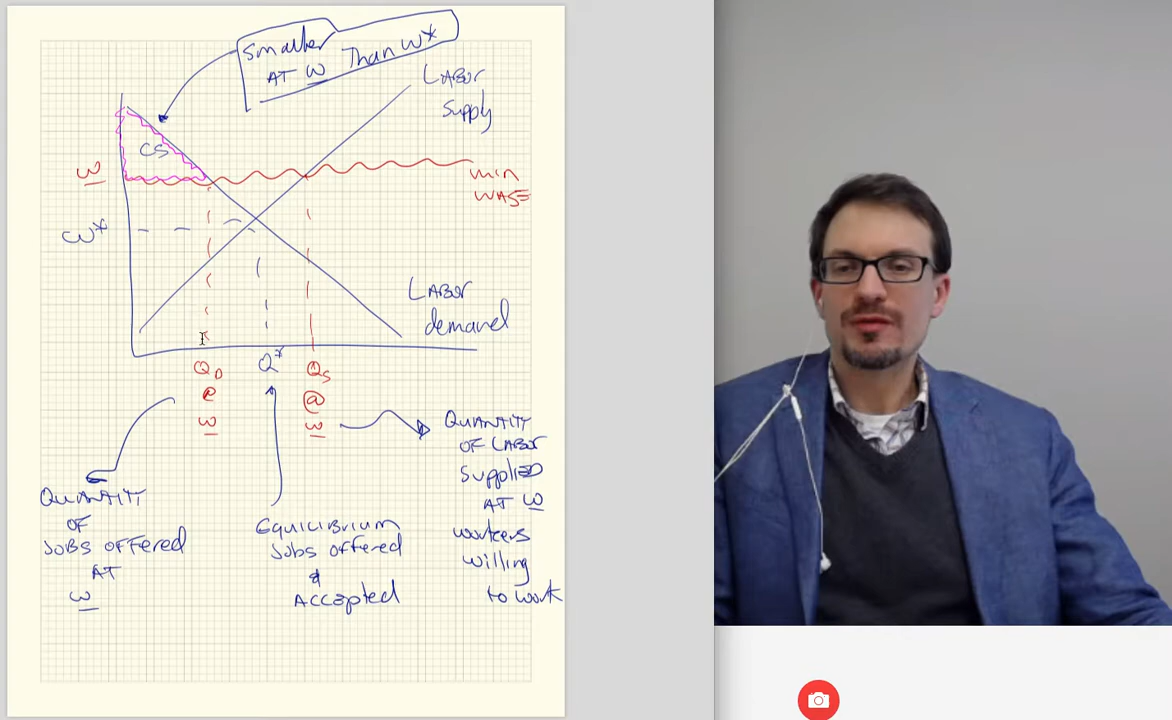 Smaller
AT w Than w*
LABOR
Supply
CS
w
min
WAGE
w*
LABOR
demand
QD
@
w
Q*
QS
@
w
QUANTITY
OF
JOBS OFFERED
AT
w
EQUILIBRIUM
Jobs offered
&
Accepted
QUANTITY
OF LABOR
SUPPLIED
AT w
workers
willing
to work